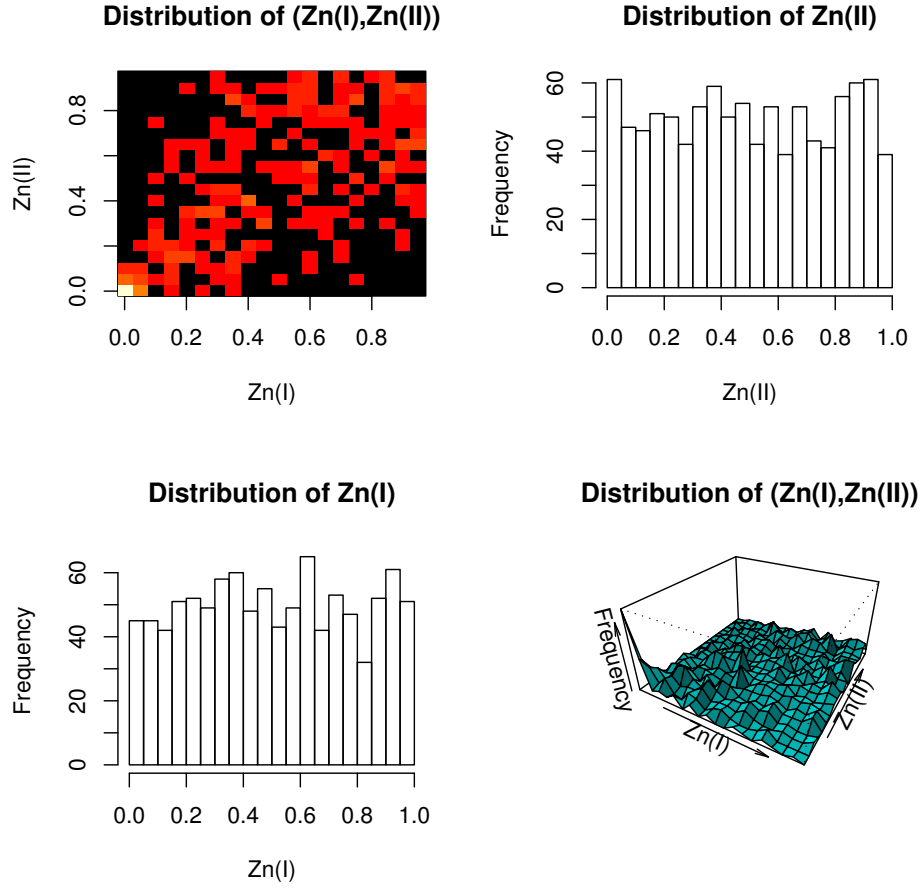 Distribution of (Zn(I),Zn(II))
Zn(II)
0.0 0.4 0.8
0.0 0.2 0.4 0.6 0.8
Zn(I)
Distribution of Zn(II)
Frequency
0 20 40 60
0.0 0.2 0.4 0.6 0.8 1.0
Zn(II)
Distribution of Zn(I)
Frequency
0 20 40 60
0.0 0.2 0.4 0.6 0.8 1.0
Zn(I)
Distribution of (Zn(I),Zn(II))
Frequency
Zn(I)
Zn(II)